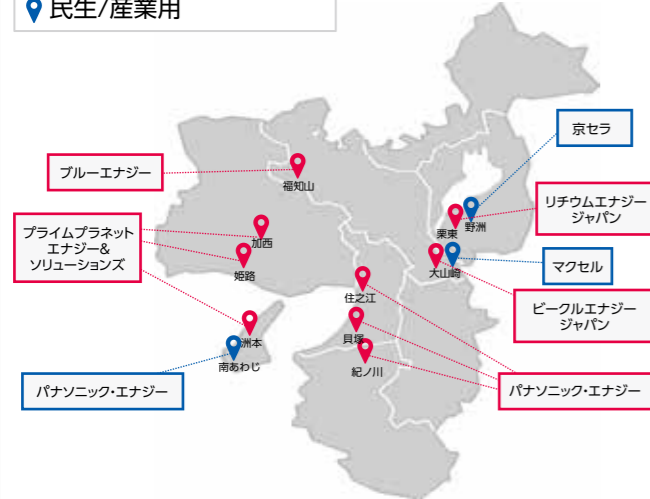 民生/産業用
京セラ
ブルーエナジー
福知山
リチウムエナジー
ジャパン
栗東
野洲
プライムプラネット
エナジー&
ソリューションズ
加西
姫路
大山崎
マクセル
住之江
ビークルエナジー
ジャパン
洲本
貝塚
南あわじ
紀ノ川
パナソニック・エナジー
パナソニック・エナジー